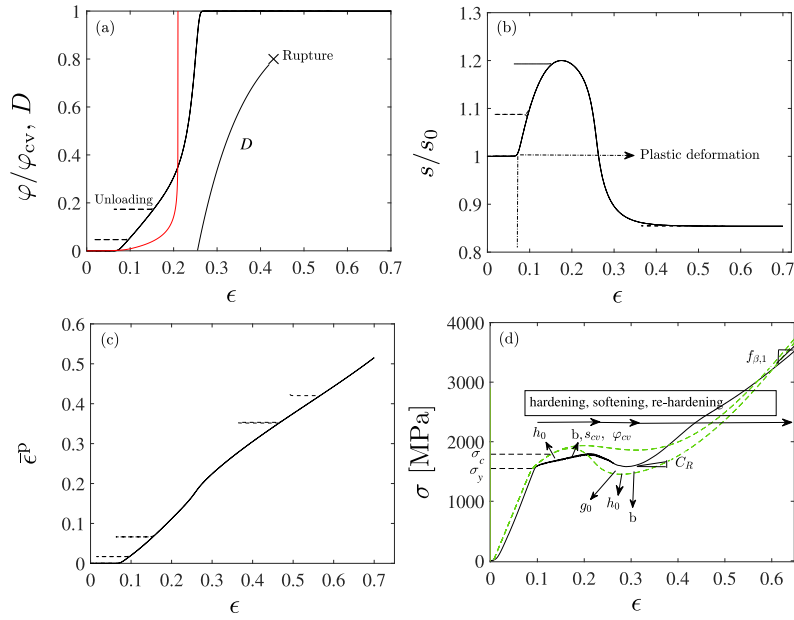 (a)
1
0.8
0.6
0.4
0.2
0
φ/φcv, D
Rupture
D
Unloading
0 0.1 0.2 0.3 0.4 0.5 0.6 0.7
ϵ
(b)
1.3
1.2
1.1
1
0.9
0.8
s/s0
Plastic deformation
0 0.1 0.2 0.3 0.4 0.5 0.6 0.7
ϵ
(c)
0.6
0.5
0.4
0.3
0.2
0.1
0
ϵ̄p
0 0.1 0.2 0.3 0.4 0.5 0.6 0.7
ϵ
(d)
4000
3000
2000
1000
0
σ [MPa]
σc
σy
fβ,1
hardening, softening, re-hardening
h0
b, scv, φcv
CR
g0
h0
b
0 0.1 0.2 0.3 0.4 0.5 0.6
ϵ